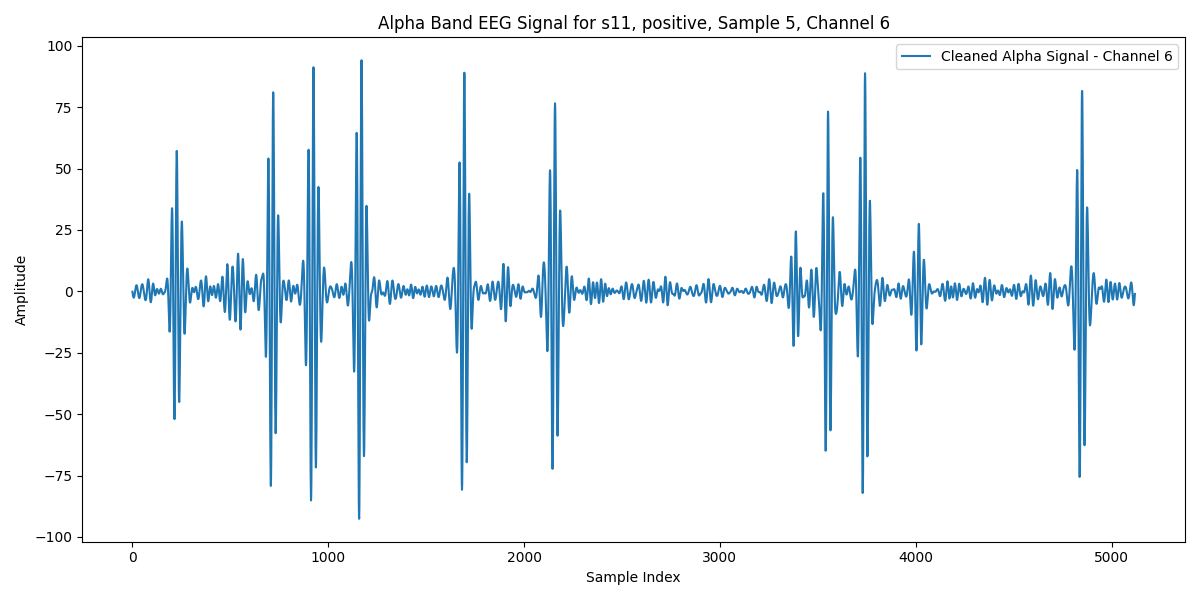 Alpha Band EEG Signal for s11, positive, Sample 5, Channel 6
Cleaned Alpha Signal - Channel 6
Amplitude
100
75
50
25
0
−25
−50
−75
−100
0 1000 2000 3000 4000 5000
Sample Index